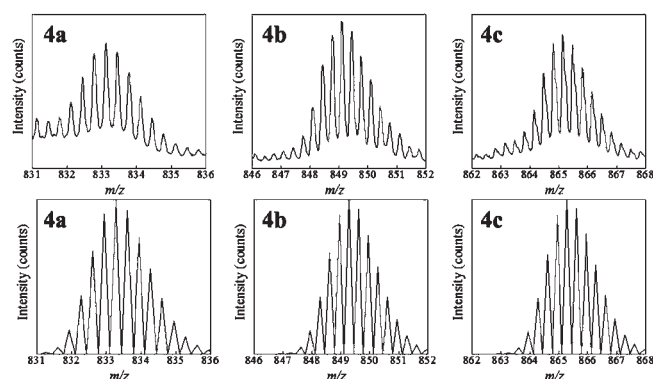 4a
Intensity (counts)
831 832 833 834 835 836
m/z
4b
Intensity (counts)
846 847 848 849 850 851 852
m/z
4c
Intensity (counts)
862 863 864 865 866 867 868
m/z
4a
Intensity (counts)
831 832 833 834 835 836
m/z
4b
Intensity (counts)
846 847 848 849 850 851 852
m/z
4c
Intensity (counts)
862 863 864 865 866 867 868
m/z